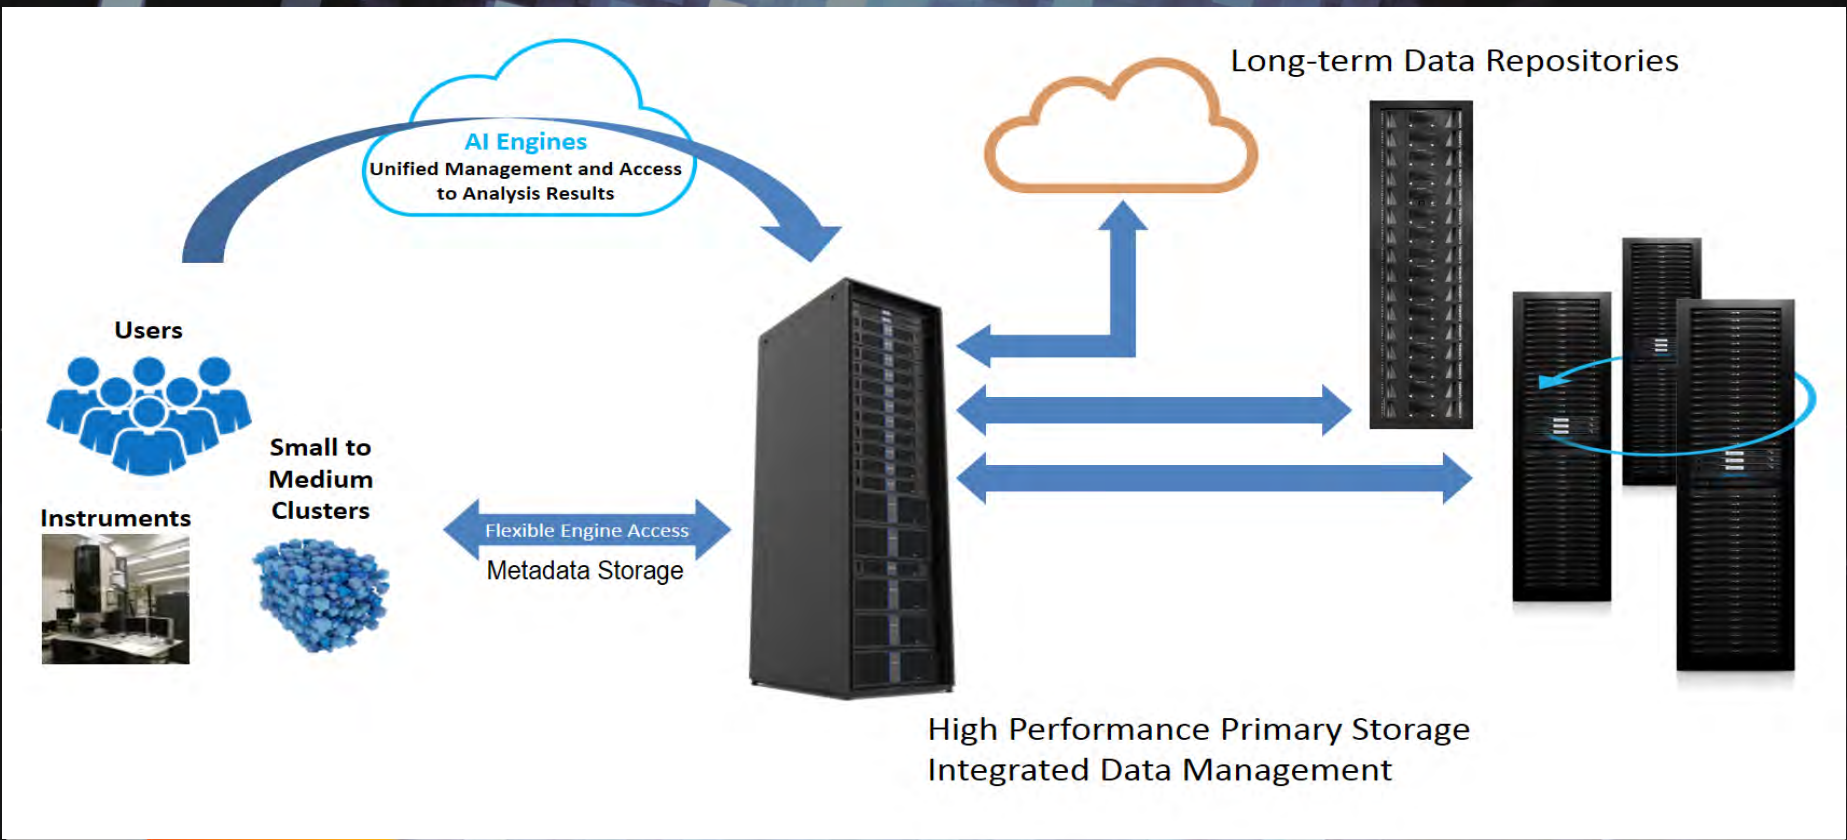 Long-term Data Repositories
AI Engines
Unified Management and Access
to Analysis Results
Users
Small to
Medium
Clusters
Instruments
Flexible Engine Access
Metadata Storage
High Performance Primary Storage
Integrated Data Management